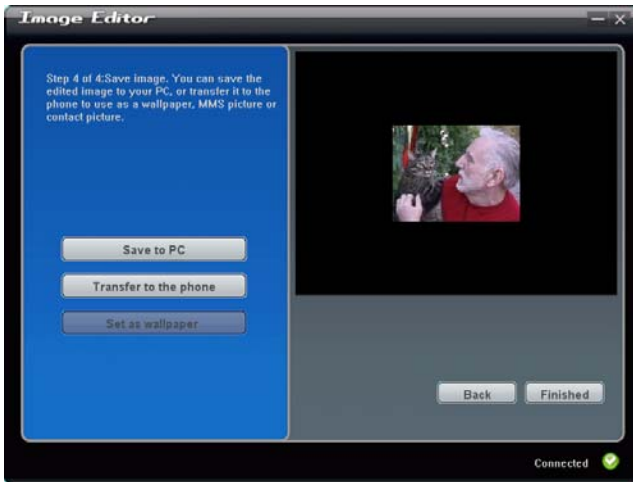 Image Editor
Step 4 of 4:Save image. You can save the
edited image to your PC, or transfer it to the
phone to use as a wallpaper, MMS picture or
contact picture.
Save to PC
Transfer to the phone
Set as wallpaper
Back Finished
Connected